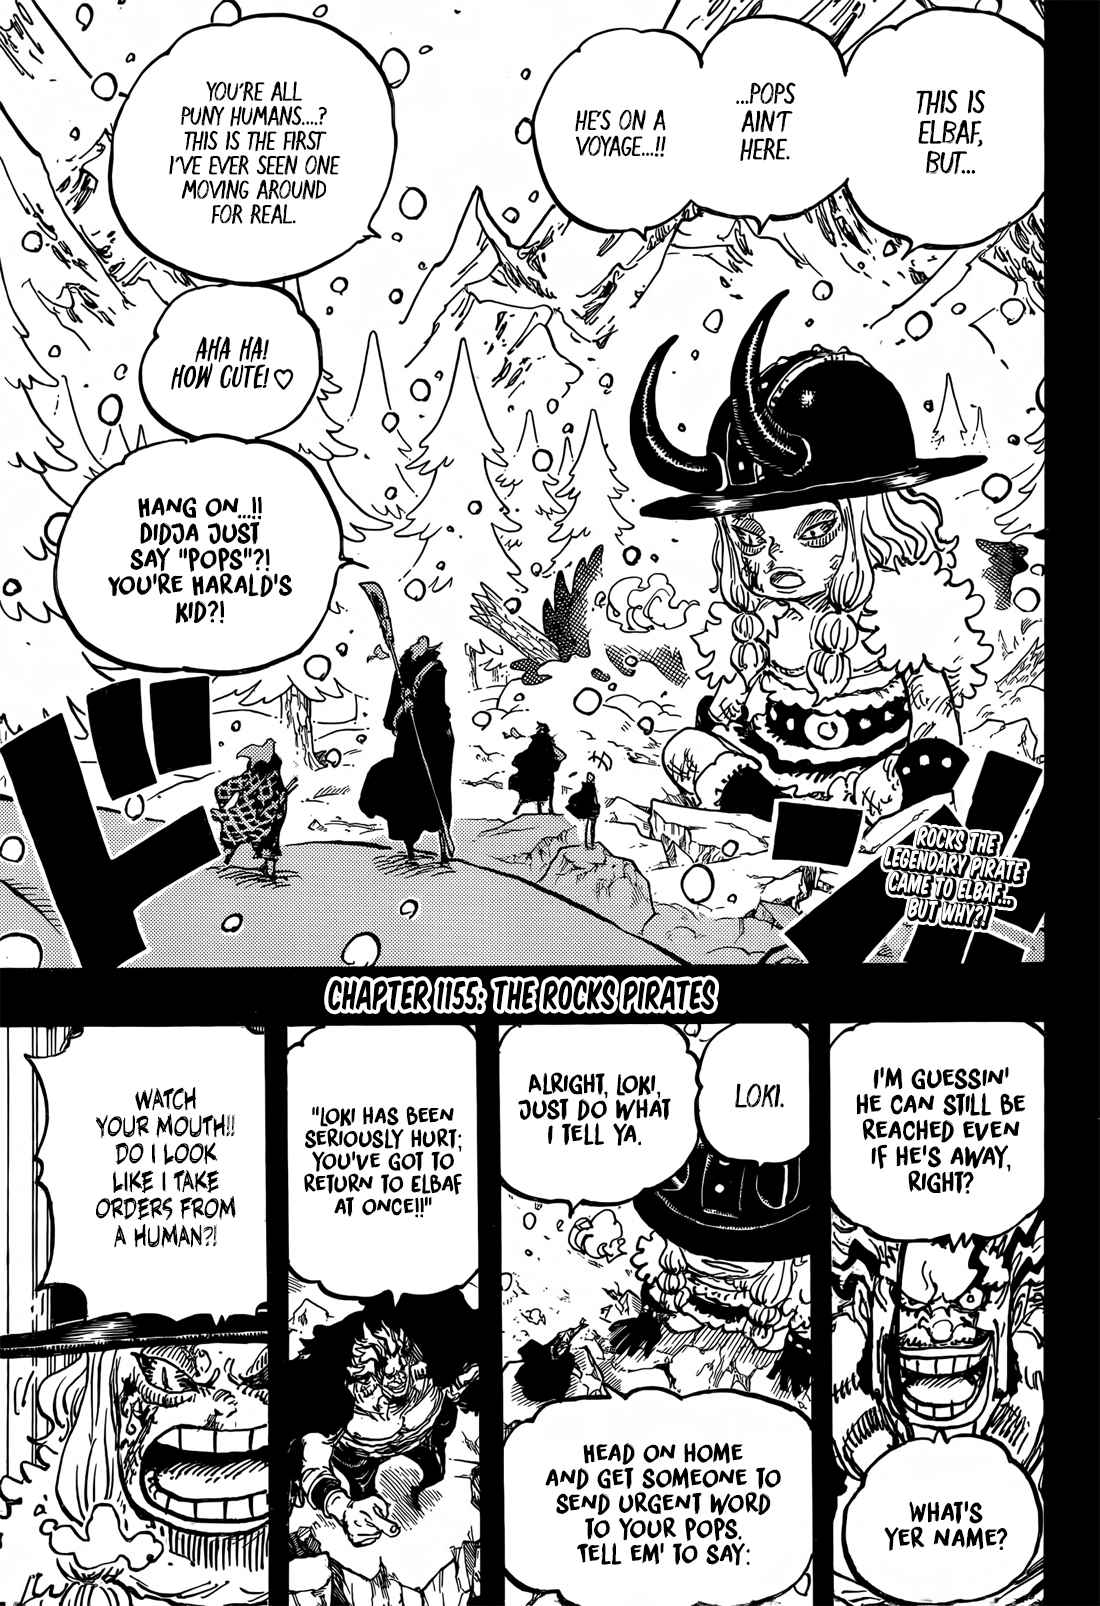 THIS IS
ELBAF,
BUT...
...POPS
AIN'T
HERE.
HE'S ON A
VOYAGE...!!
YOU'RE ALL
PUNY HUMANS....?
THIS IS THE FIRST
I'VE EVER SEEN ONE
MOVING AROUND
FOR REAL.
AHA HA!
HOW CUTE! ♡
HANG ON...!!
DIDJA JUST
SAY "POPS"?!
YOU'RE HARALD'S
KID?!
ド
ROCKS THE
LEGENDARY PIRATE
CAME TO ELBAF...
BUT WHY?!
CHAPTER 1155: THE ROCKS PIRATES
I'M GUESSIN'
HE CAN STILL BE
REACHED EVEN
IF HE'S AWAY,
RIGHT?
WHAT'S
YER NAME?
LOKI.
ALRIGHT, LOKI,
JUST DO WHAT
I TELL YA.
HEAD ON HOME
AND GET SOMEONE TO
SEND URGENT WORD
TO YOUR POPS.
TELL EM' TO SAY:
"LOKI HAS BEEN
SERIOUSLY HURT;
YOU'VE GOT TO
RETURN TO ELBAF
AT ONCE!!"
WATCH
YOUR MOUTH!!
DO I LOOK
LIKE I TAKE
ORDERS FROM
A HUMAN?!